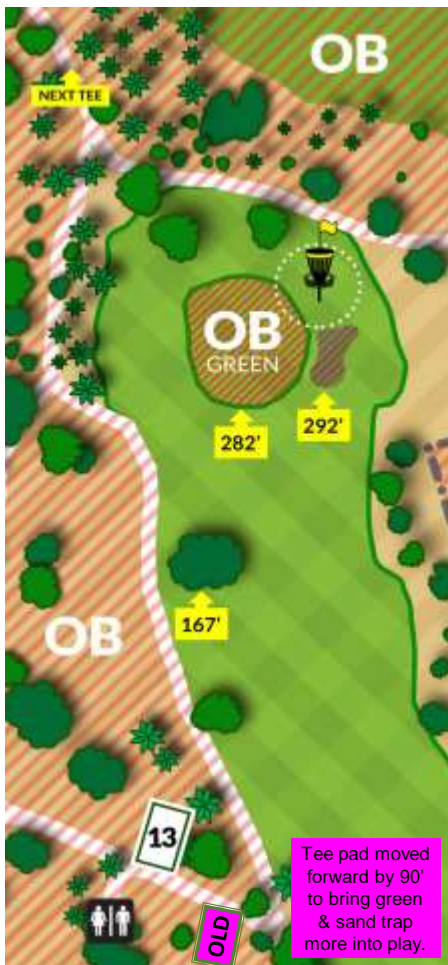 OB
NEXT TEE
OB
GREEN
282'
292'
167'
OB
13
OLD
Tee pad moved
forward by 90'
to bring green
& sand trap
more into play.